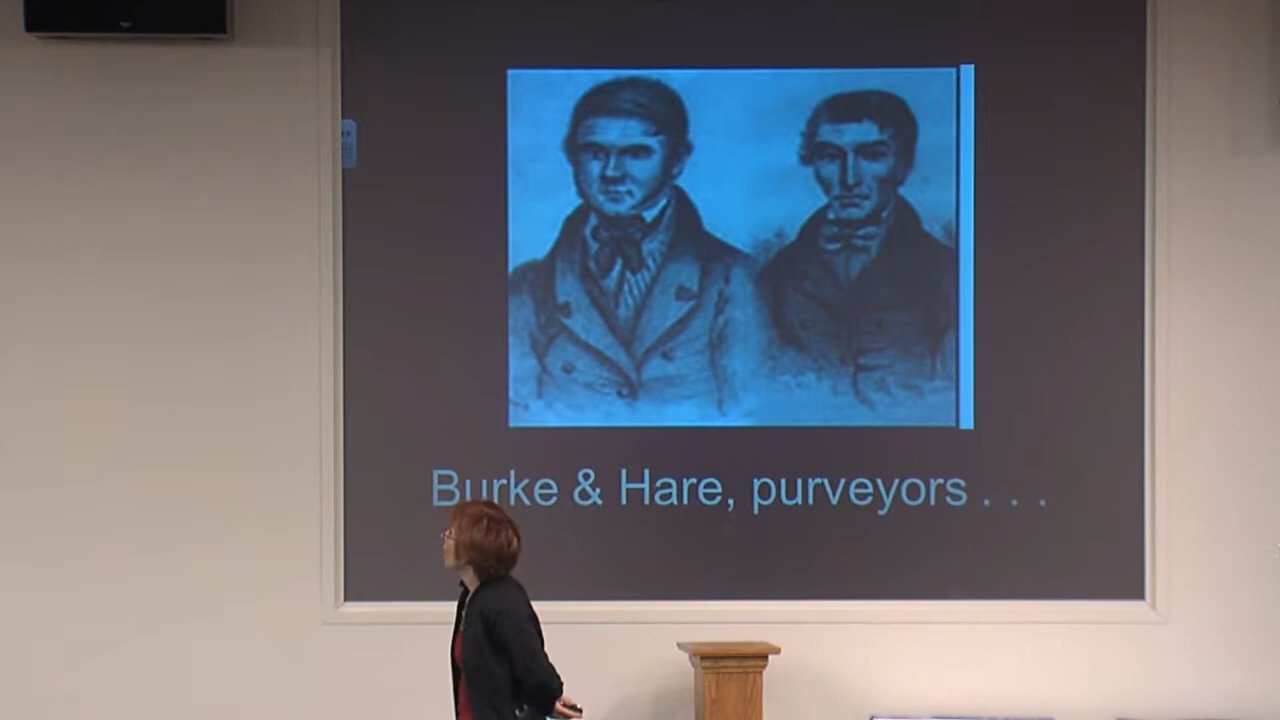 Burke & Hare, purveyors . . .